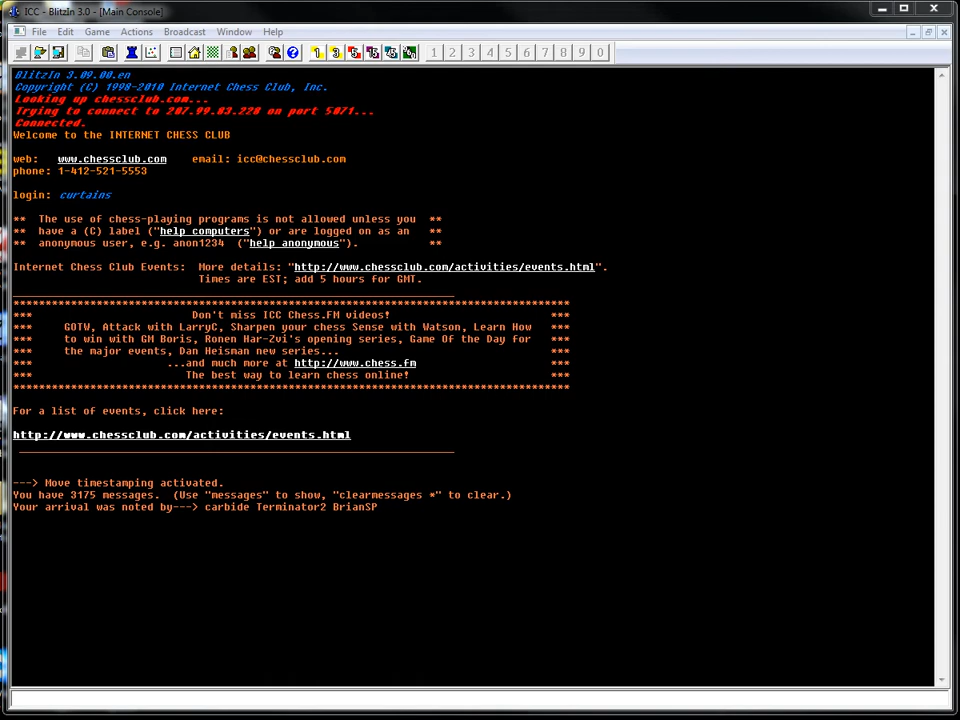 ICC - BlitzIn 3.0 - [Main Console]
File Edit Game Actions Broadcast Window Help
1 3 5 1 2 3 4 5 6 7 8 9 0
BlitzIn 3.09.00.en
Copyright (C) 1998-2010 Internet Chess Club, Inc.
Looking up chessclub.com...
Trying to connect to 207.99.83.228 on port 5071...
Connected.
Welcome to the INTERNET CHESS CLUB
web: www.chessclub.com email: icc@chessclub.com
phone: 1-412-521-5553
login: curtains
** The use of chess-playing programs is not allowed unless you **
** have a (C) label ("help computers") or are logged on as an **
** anonymous user, e.g. anon1234 ("help anonymous"). **
Internet Chess Club Events: More details: "http://www.chessclub.com/activities/events.html".
Times are EST; add 5 hours for GMT.
***************************************************************************************
*** Don't miss ICC Chess.FM videos! ***
*** GOTW, Attack with LarryC, Sharpen your chess Sense with Watson, Learn How ***
*** to win with GM Boris, Ronen Har-Zvi's opening series, Game Of the Day for ***
*** the major events, Dan Heisman new series... ***
*** ...and much more at http://www.chess.fm ***
*** The best way to learn chess online! ***
***************************************************************************************
For a list of events, click here:
http://www.chessclub.com/activities/events.html
---> Move timestamping activated.
You have 3175 messages. (Use "messages" to show, "clearmessages *" to clear.)
Your arrival was noted by---> carbide Terminator2 BrianSP